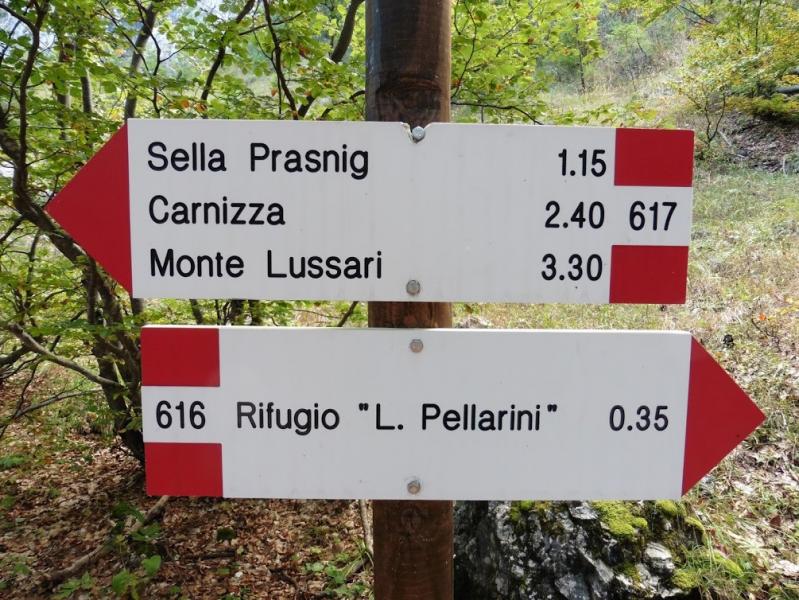 Sella Prasnig 1.15
Carnizza 2.40 617
Monte Lussari 3.30
616 Rifugio "L. Pellarini" 0.35